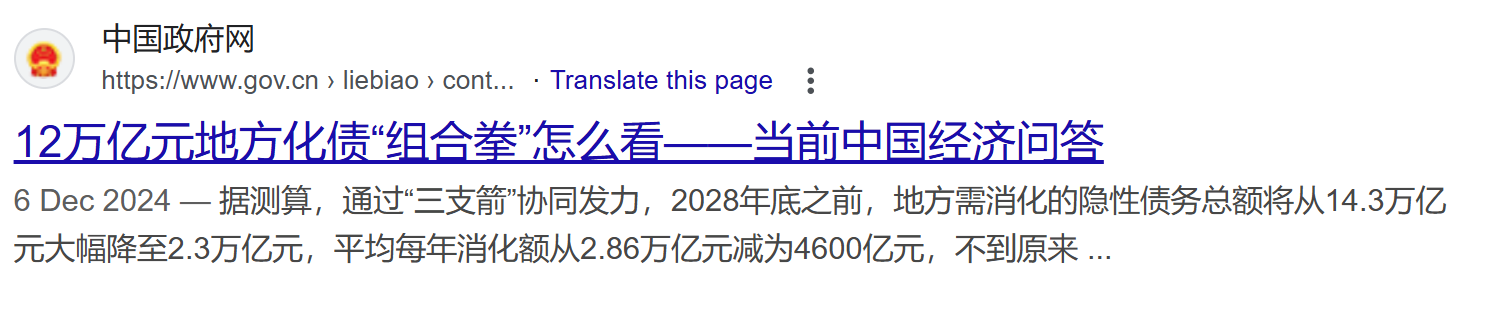 中国政府网
https://www.gov.cn › liebiao › cont... · Translate this page
12万亿元地方化债“组合拳”怎么看——当前中国经济问答
6 Dec 2024 — 据测算，通过“三支箭”协同发力，2028年底之前，地方需消化的隐性债务总额将从14.3万亿
元大幅降至2.3万亿元，平均每年消化额从2.86万亿元减为4600亿元，不到原来 ...